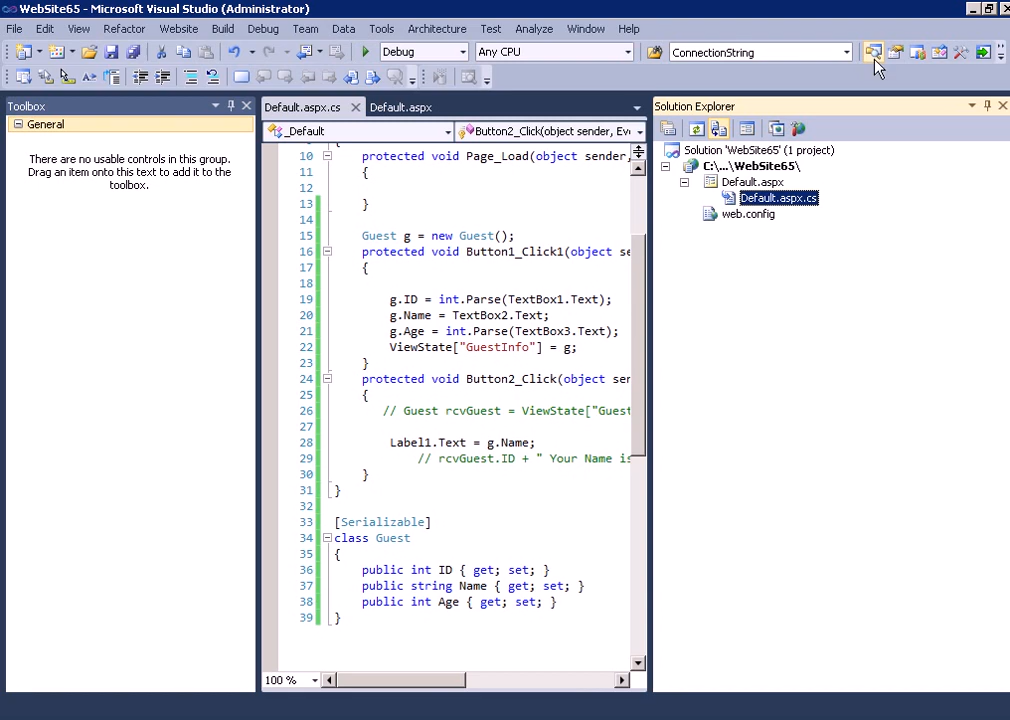 WebSite65 - Microsoft Visual Studio (Administrator)
File Edit View Refactor Website Build Debug Team Data Tools Architecture Test Analyze Window Help
Debug Any CPU ConnectionString
Toolbox
General
There are no usable controls in this group.
Drag an item onto this text to add it to the
toolbox.
Default.aspx.cs Default.aspx
_Default Button2_Click(object sender, Eve
10 protected void Page_Load(object sender,
11 {
12
13 }
14
15 Guest g = new Guest();
16 protected void Button1_Click1(object se
17 {
18
19 g.ID = int.Parse(TextBox1.Text);
20 g.Name = TextBox2.Text;
21 g.Age = int.Parse(TextBox3.Text);
22 ViewState["GuestInfo"] = g;
23 }
24 protected void Button2_Click(object sen
25 {
26 // Guest rcvGuest = ViewState["Guest
27
28 Label1.Text = g.Name;
29 // rcvGuest.ID + " Your Name is
30 }
31 }
32
33 [Serializable]
34 class Guest
35 {
36 public int ID { get; set; }
37 public string Name { get; set; }
38 public int Age { get; set; }
39 }
100 %
Solution Explorer
Solution 'WebSite65' (1 project)
C:\...\WebSite65\
Default.aspx
Default.aspx.cs
web.config